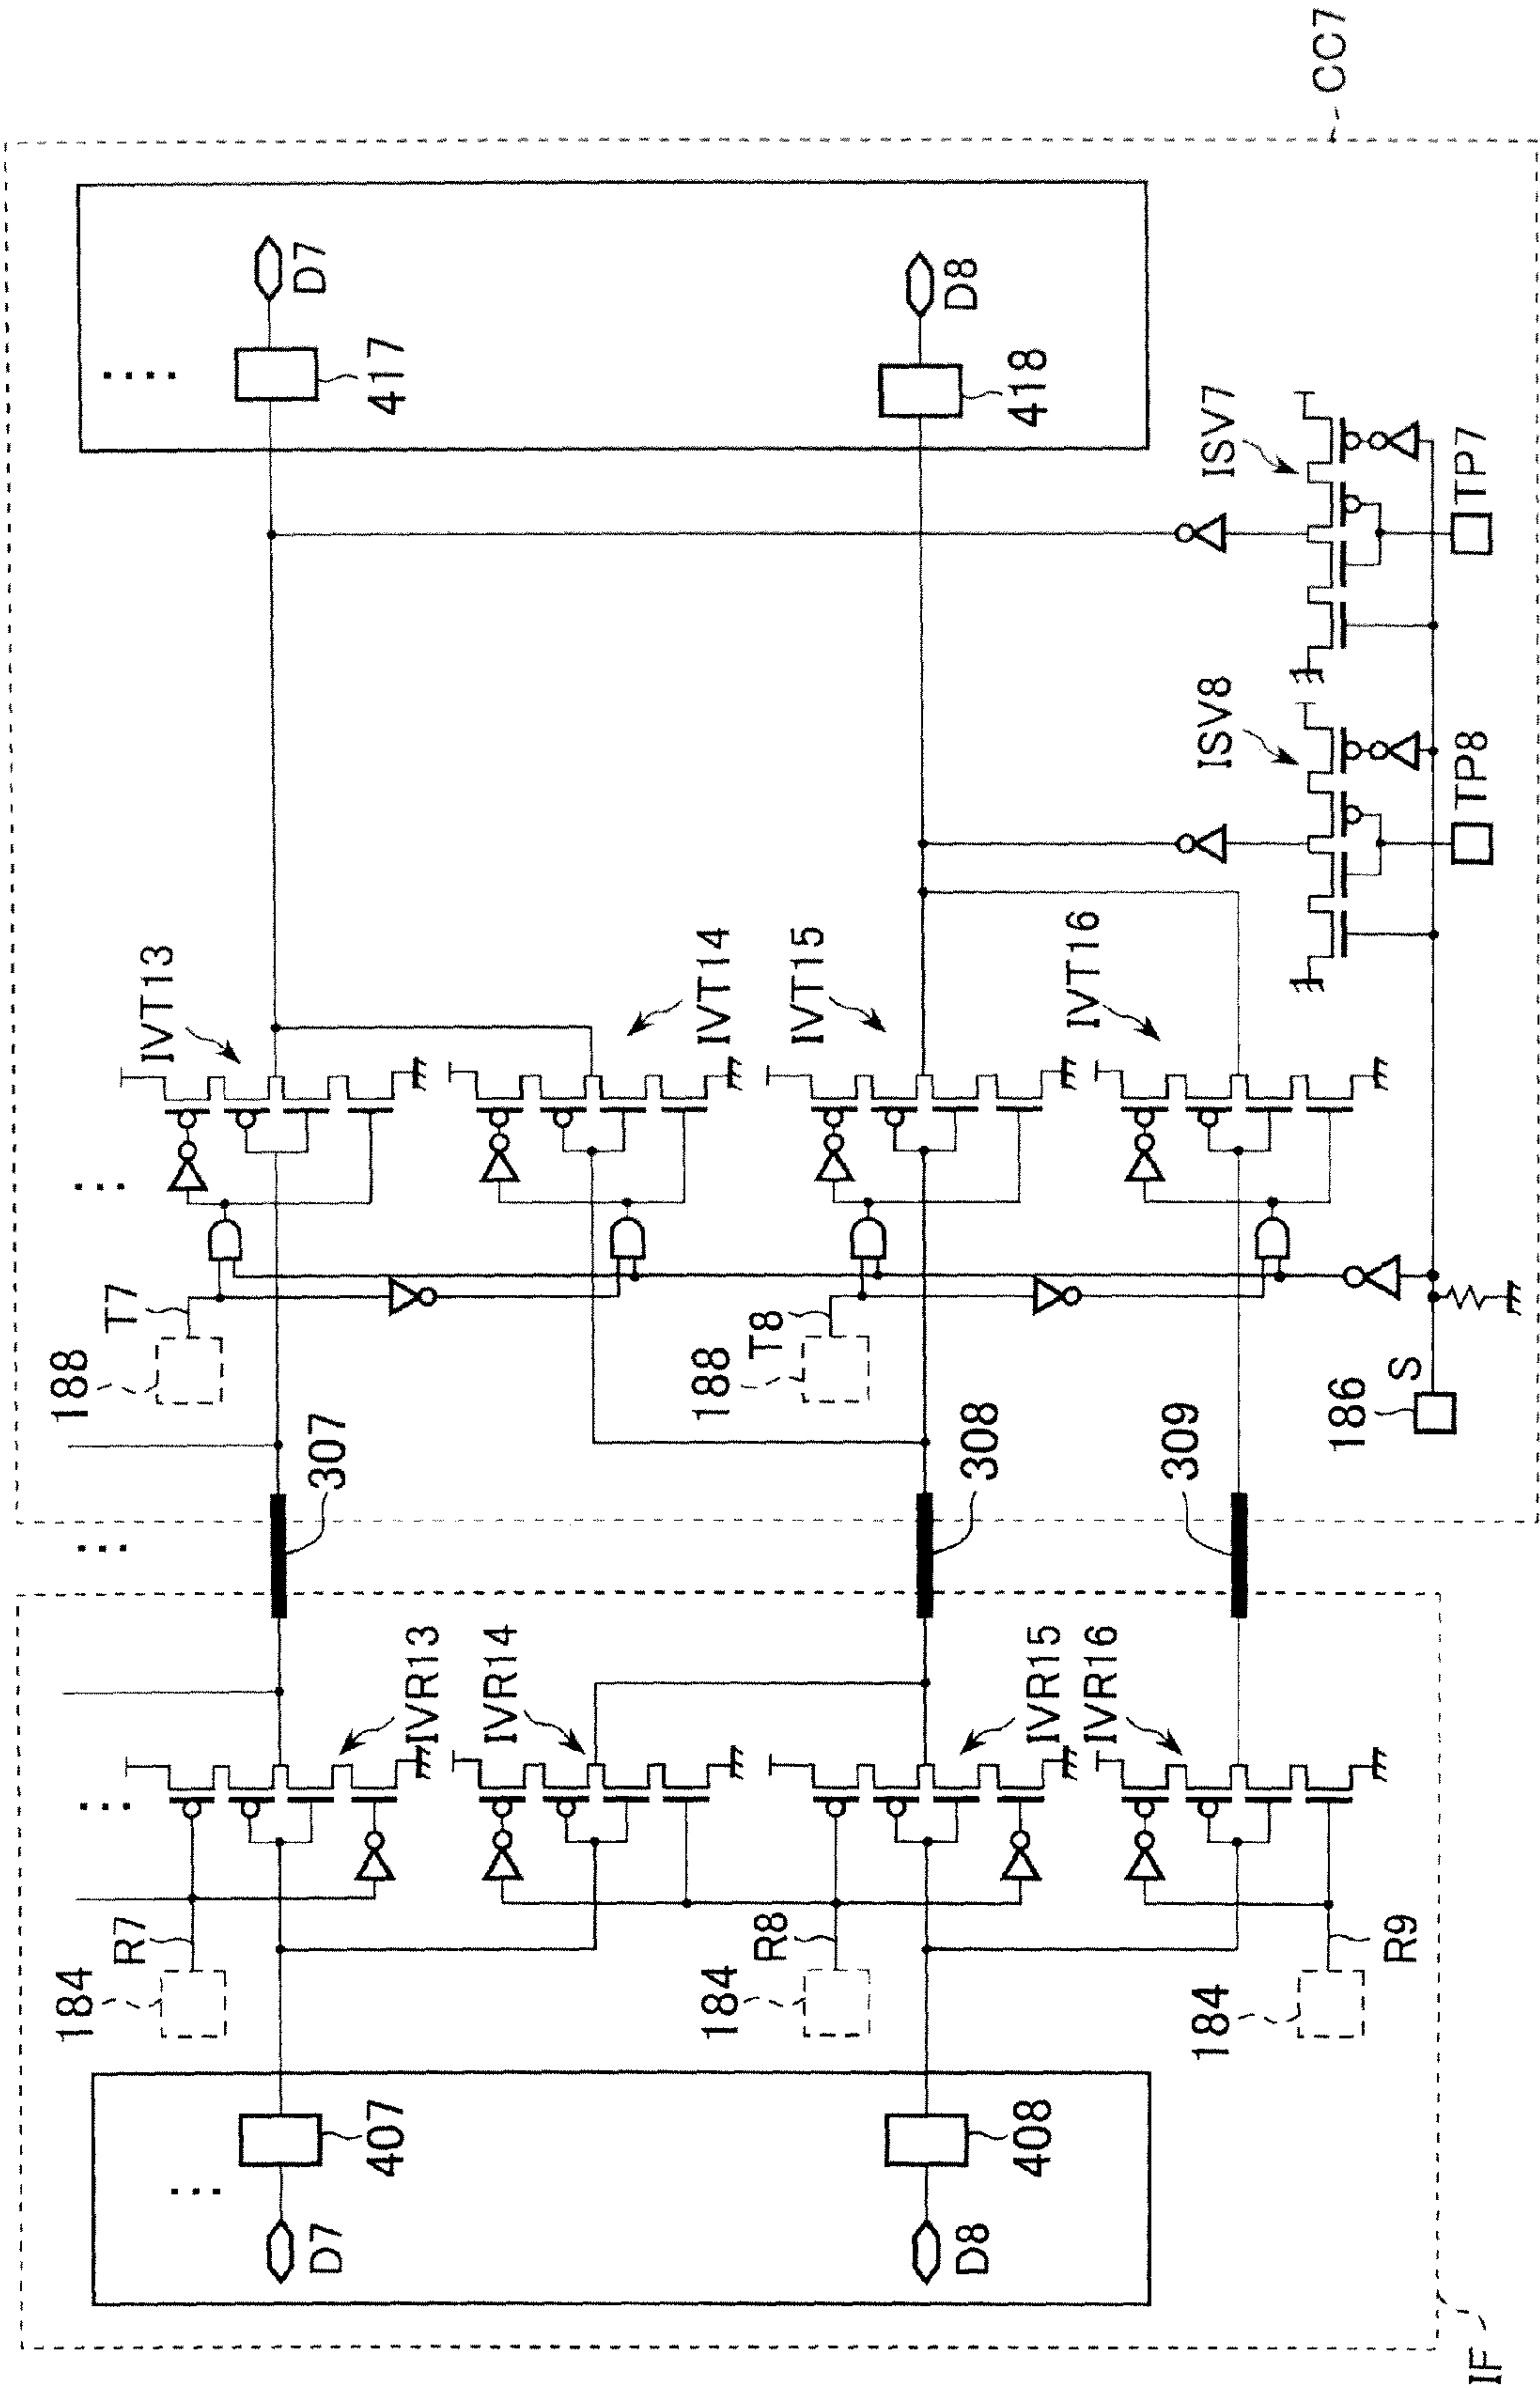 CC7
D7
417
D8
418
ISV7
TP7
ISV8
TP8
IVT13
IVT14
IVT15
IVT16
T7
188
T8
188
S
186
307
308
309
IVR13
IVR14
IVR15
IVR16
R7
184
R8
184
R9
184
407
D7
408
D8
IF